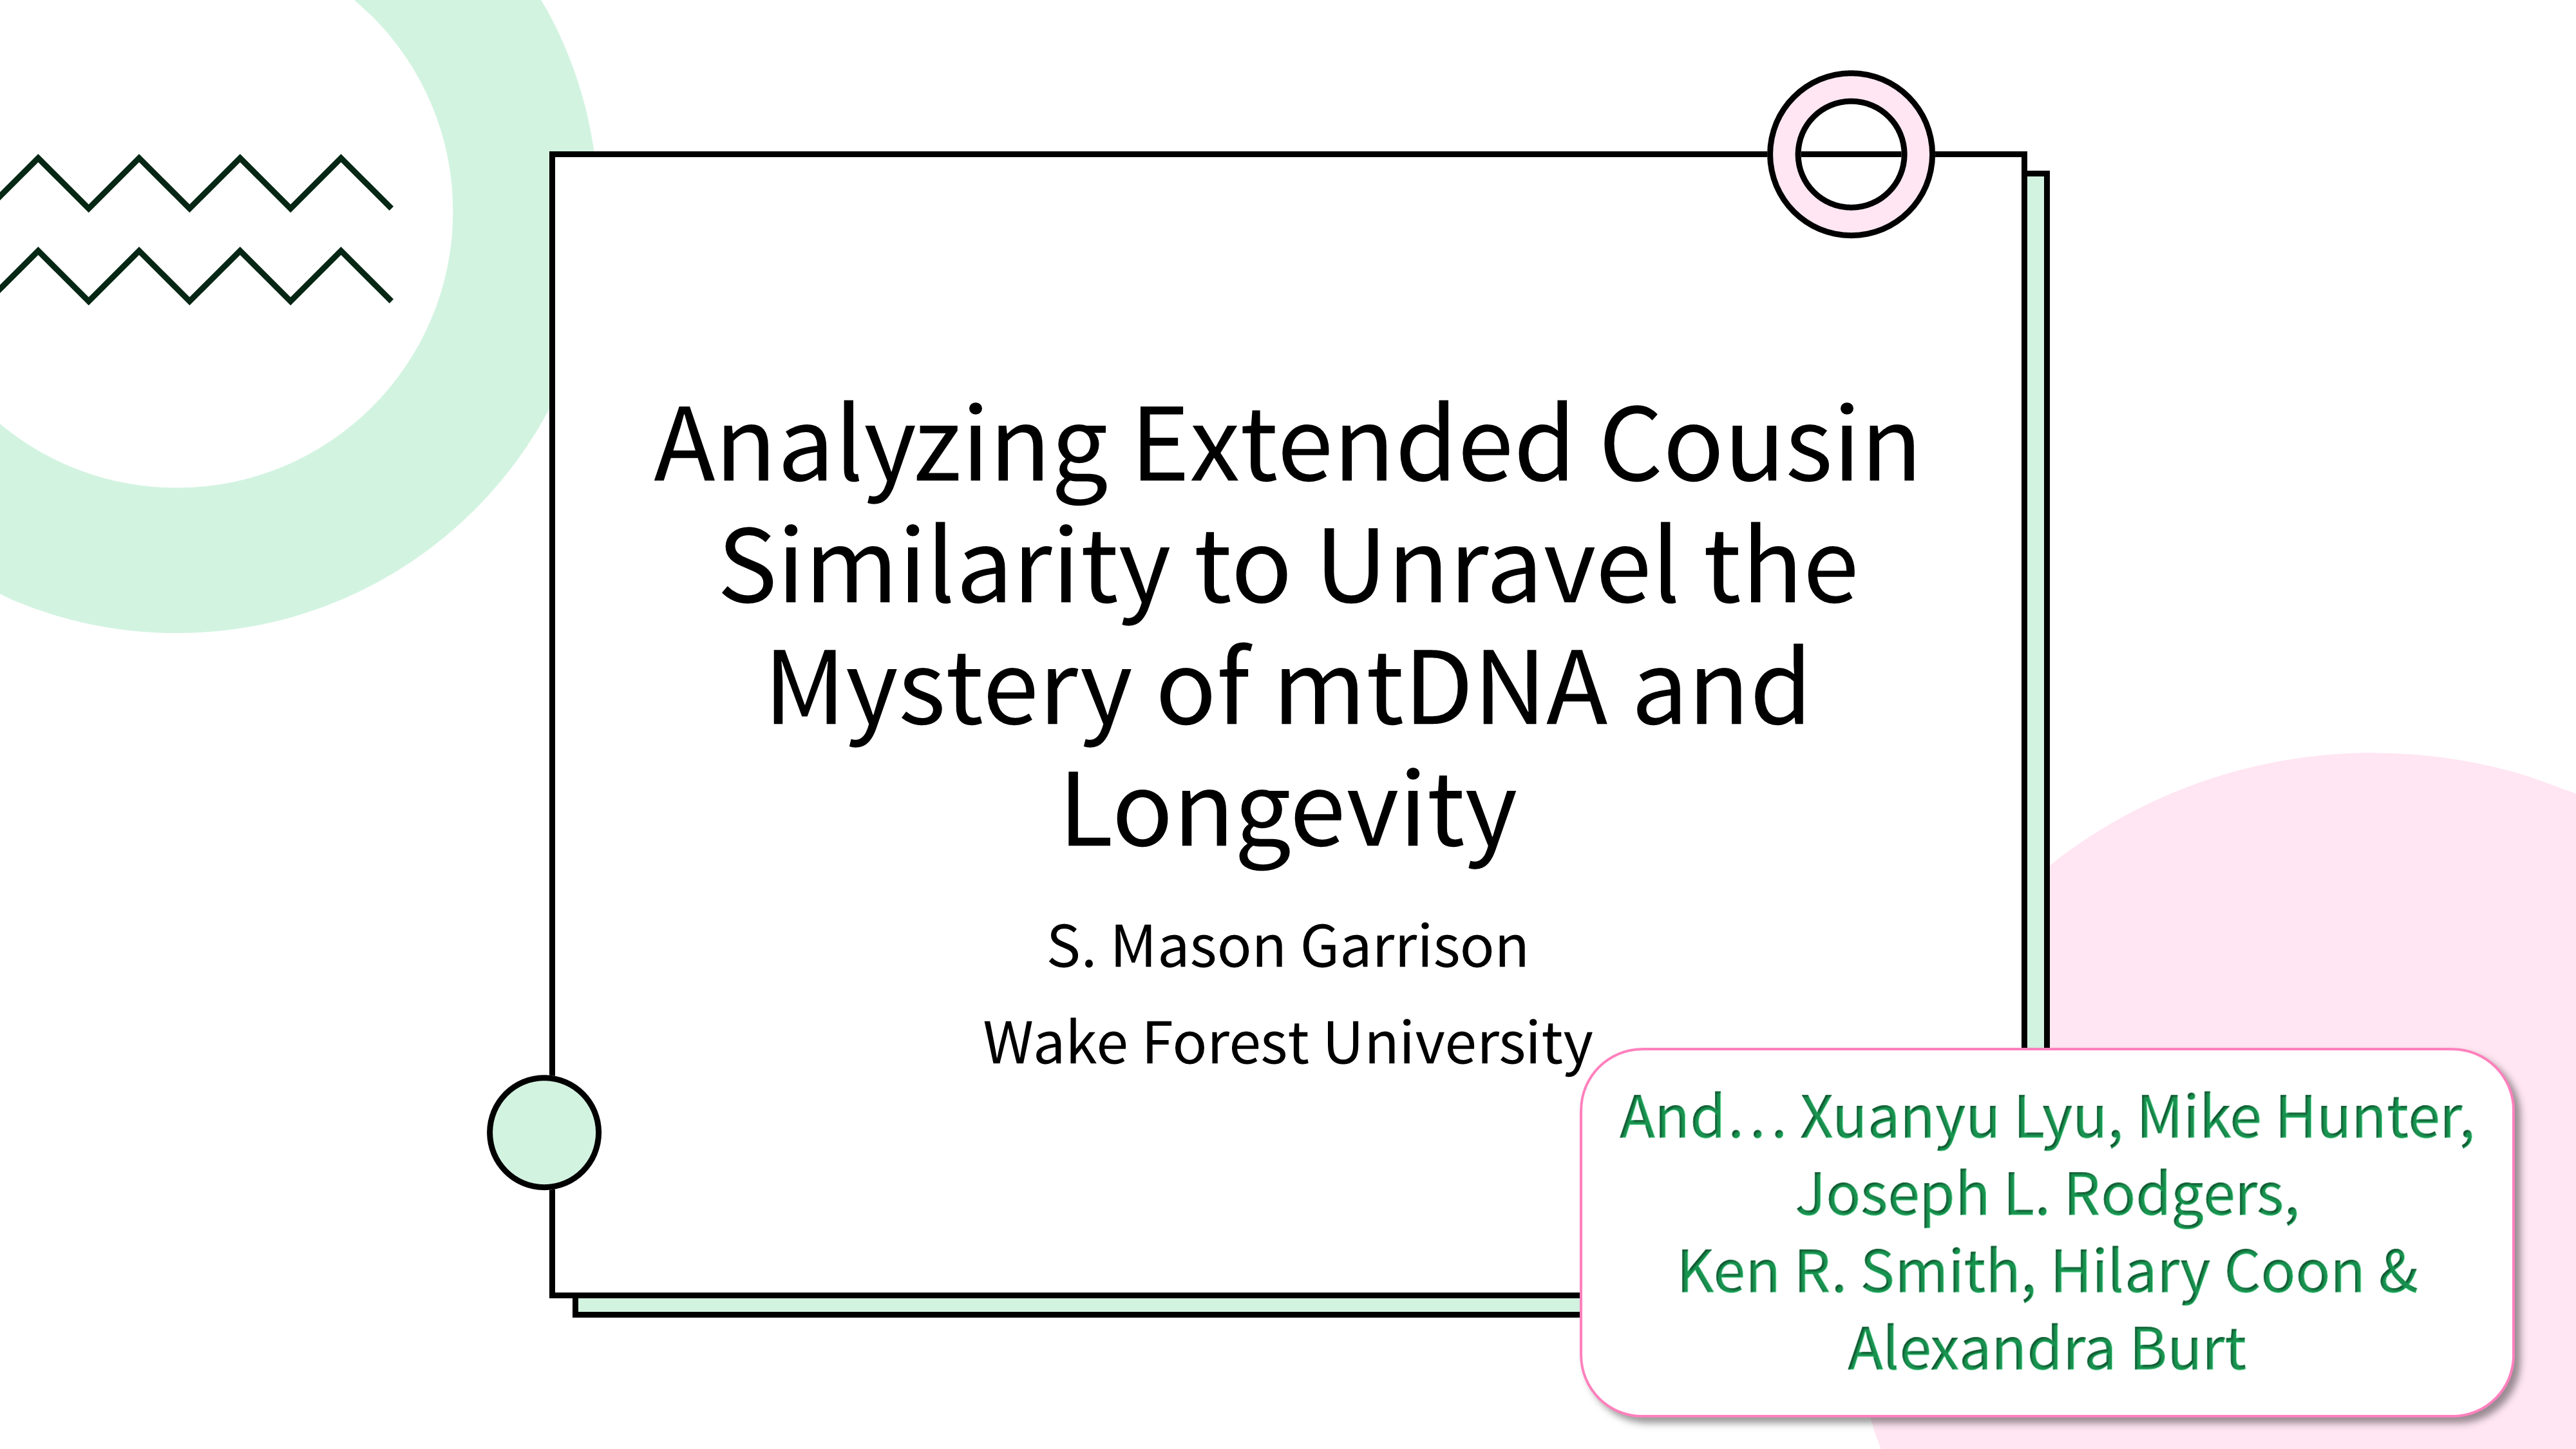 Analyzing Extended Cousin
Similarity to Unravel the
Mystery of mtDNA and
Longevity
S. Mason Garrison
Wake Forest University
And… Xuanyu Lyu, Mike Hunter,
Joseph L. Rodgers,
Ken R. Smith, Hilary Coon &
Alexandra Burt